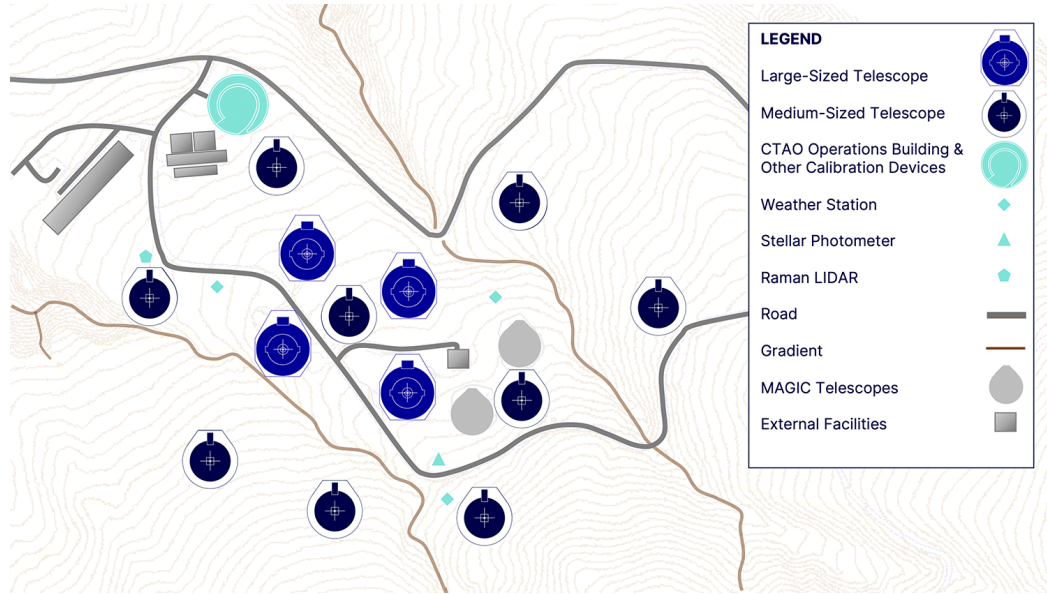 LEGEND
Large-Sized Telescope
Medium-Sized Telescope
CTAO Operations Building &
Other Calibration Devices
Weather Station
Stellar Photometer
Raman LIDAR
Road
Gradient
MAGIC Telescopes
External Facilities